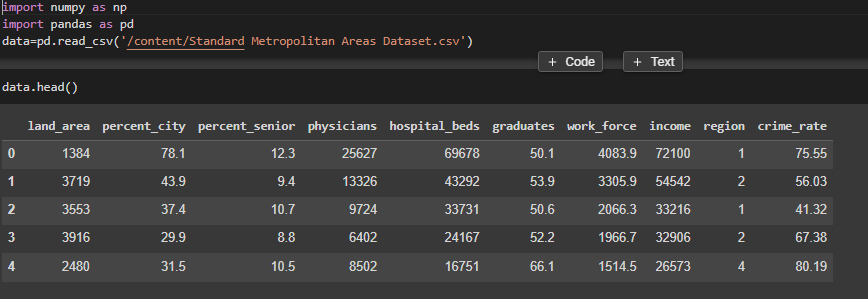 import numpy as np
import pandas as pd
data=pd.read_csv('/content/Standard Metropolitan Areas Dataset.csv')
+ Code + Text
data.head()
land_area percent_city percent_senior physicians hospital_beds graduates work_force income region crime_rate
0 1384 78.1 12.3 25627 69678 50.1 4083.9 72100 1 75.55
1 3719 43.9 9.4 13326 43292 53.9 3305.9 54542 2 56.03
2 3553 37.4 10.7 9724 33731 50.6 2066.3 33216 1 41.32
3 3916 29.9 8.8 6402 24167 52.2 1966.7 32906 2 67.38
4 2480 31.5 10.5 8502 16751 66.1 1514.5 26573 4 80.19